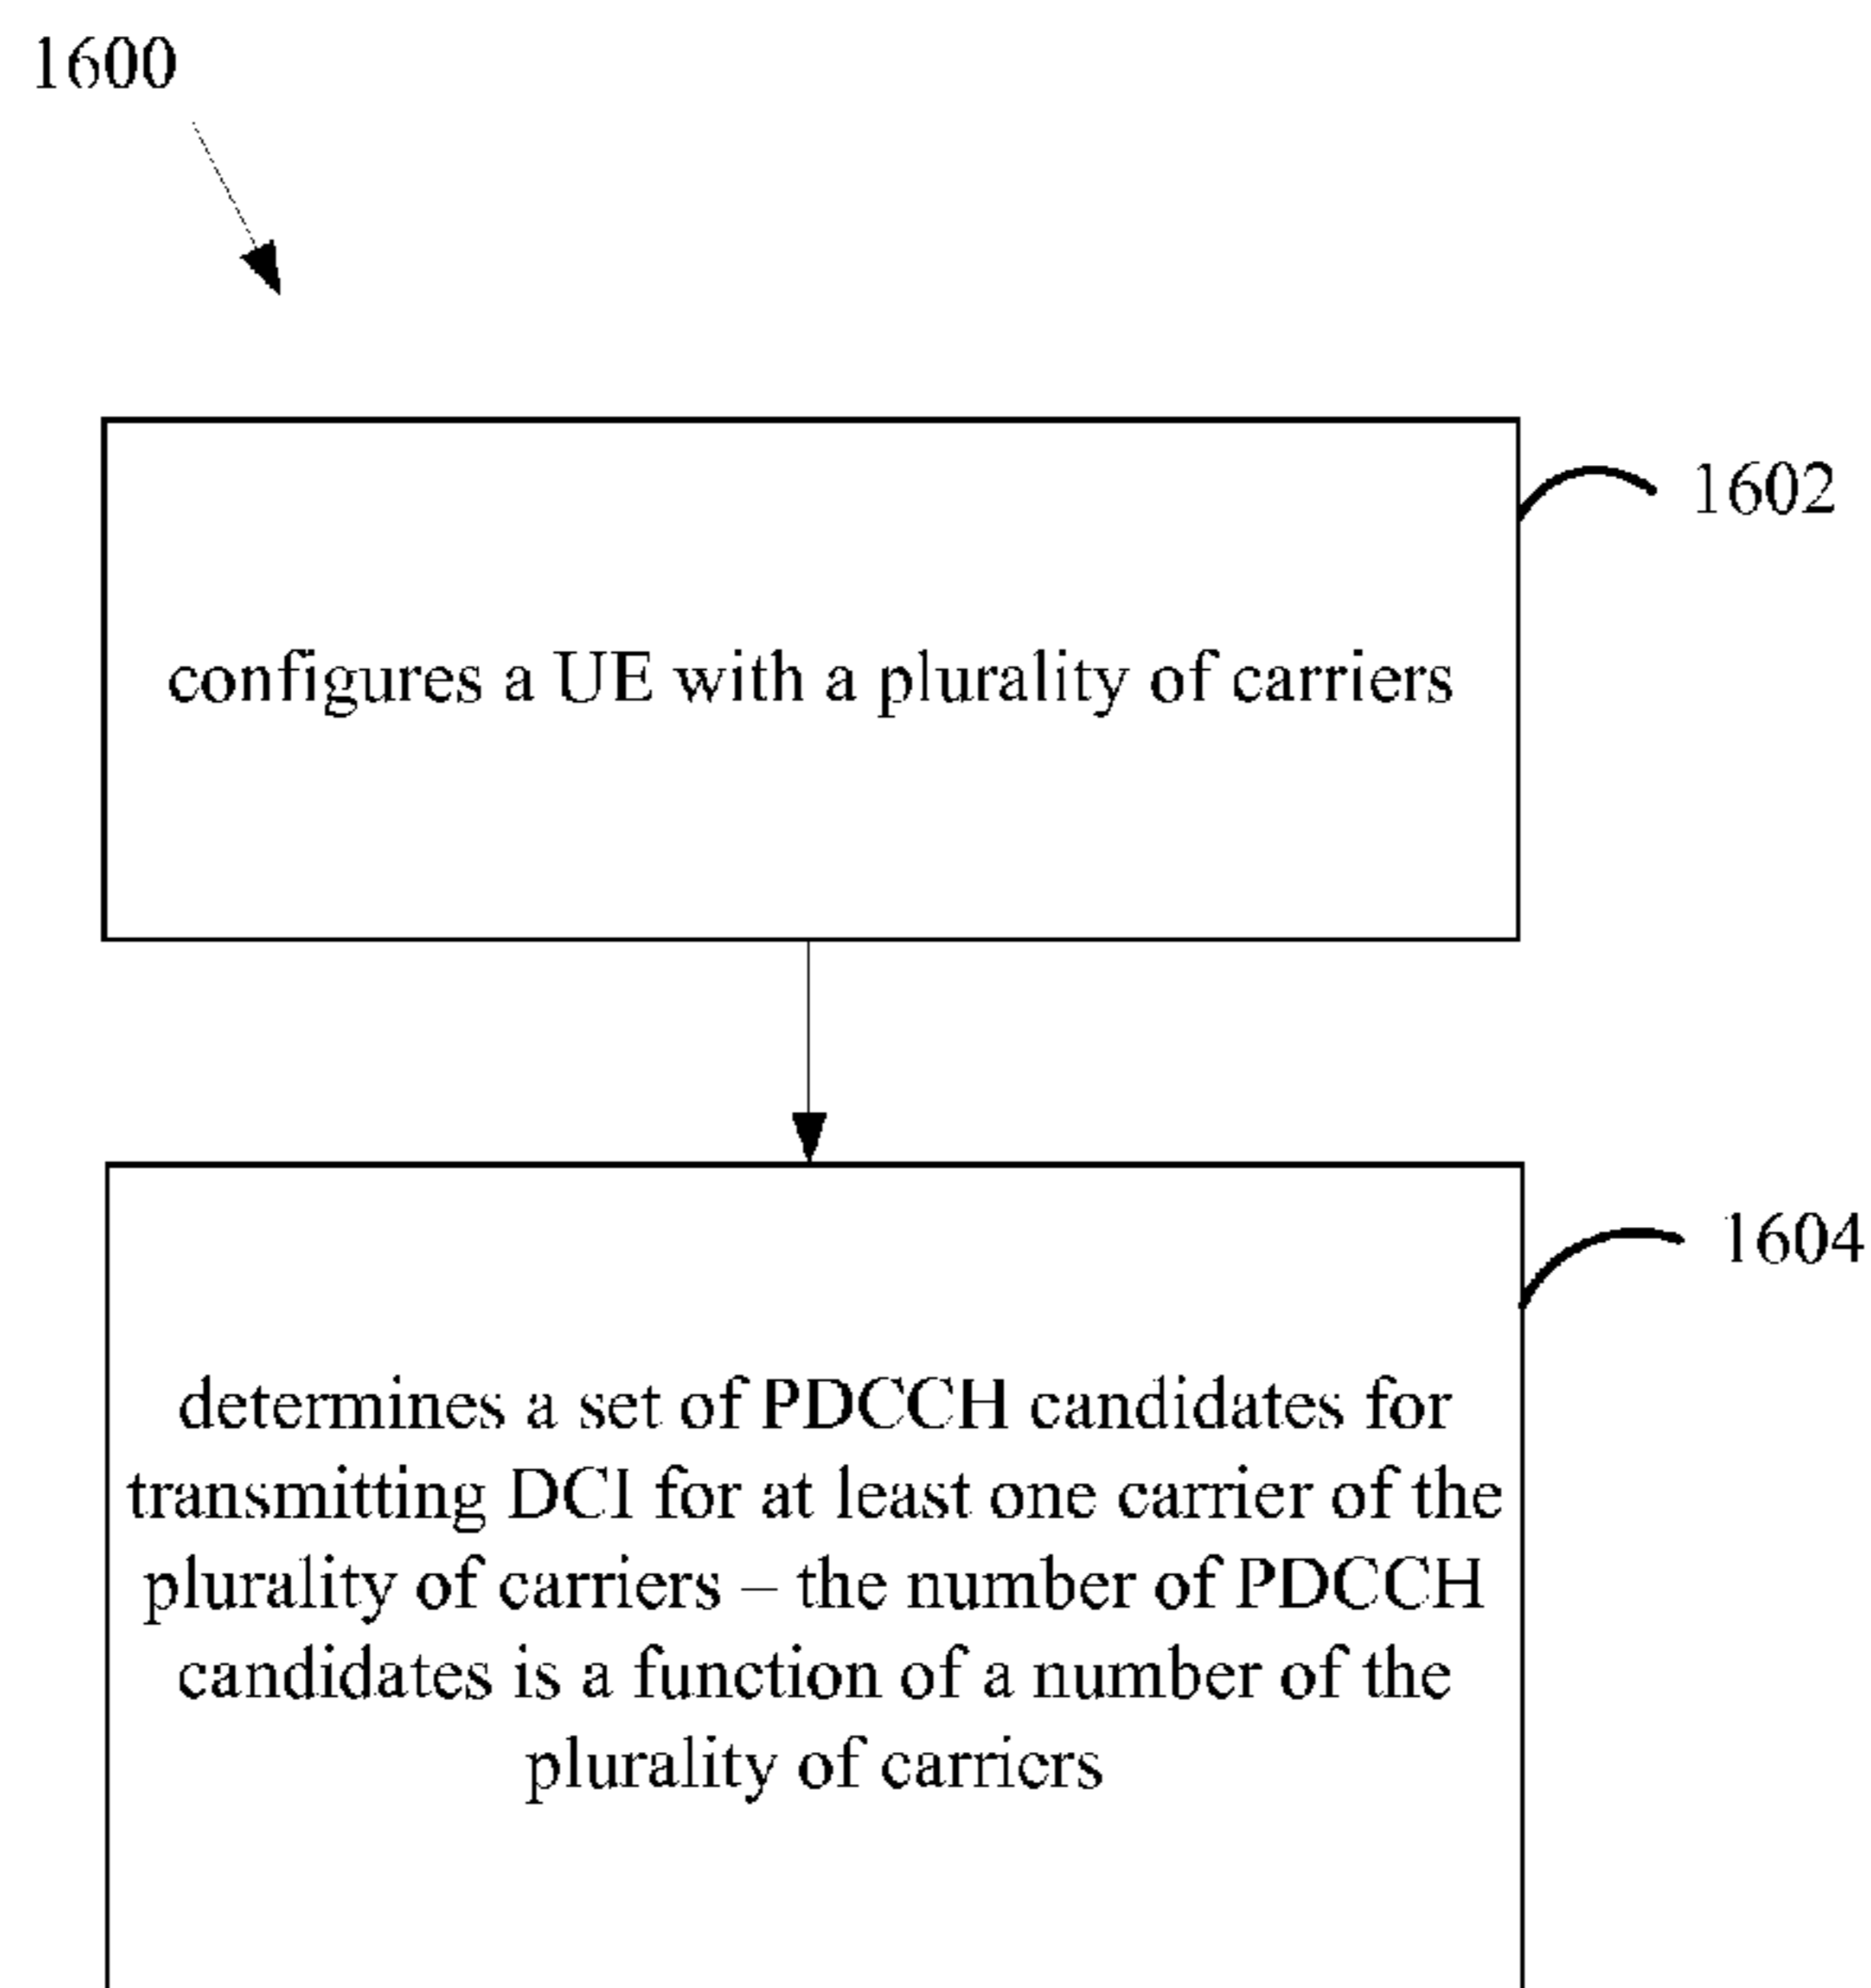 1600
1602
configures a UE with a plurality of carriers
1604
determines a set of PDCCH candidates for
transmitting DCI for at least one carrier of the
plurality of carriers – the number of PDCCH
candidates is a function of a number of the
plurality of carriers